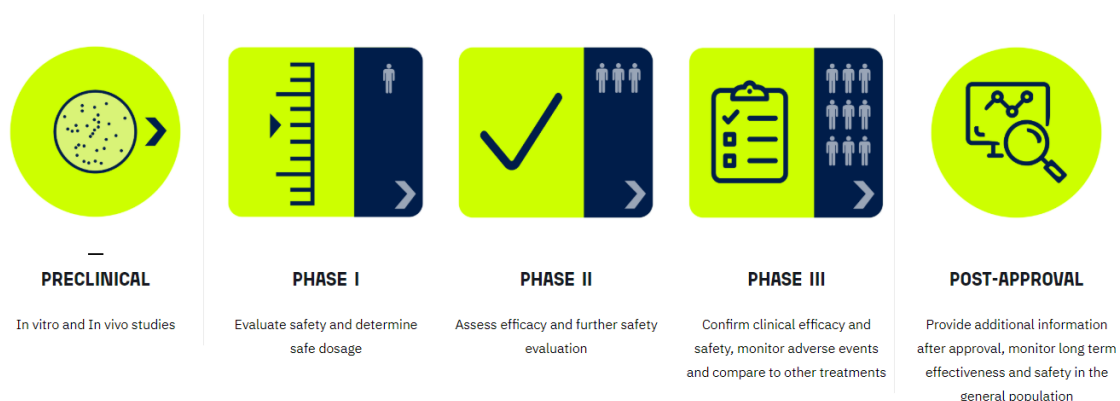 PRECLINICAL
In vitro and In vivo studies
PHASE I
Evaluate safety and determine
safe dosage
PHASE II
Assess efficacy and further safety
evaluation
PHASE III
Confirm clinical efficacy and
safety, monitor adverse events
and compare to other treatments
POST-APPROVAL
Provide additional information
after approval, monitor long term
effectiveness and safety in the
general population